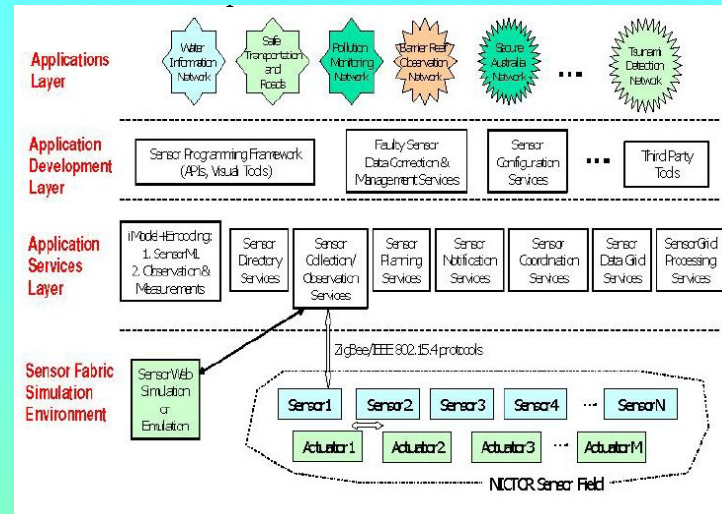 Applications
Layer
Water
Information
Network
Safe
Transportation
and
Roads
Pollution
Monitoring
Network
Barrier Reef
Observation
Network
Secure
Australia
Network
...
Tsunami
Detection
Network
Application
Development
Layer
Sensor Programming Framework
(APIs, Visual Tools)
Faulty Sensor
Data Correction &
Management Services
Sensor
Configuration
Services
...
Third Party
Tools
Application
Services
Layer
iModel+Encoding:
1. SensorML
2. Observation &
Measurements
Sensor
Directory
Services
Sensor
Collection/
Observation
Services
Sensor
Planning
Services
Sensor
Notification
Services
Sensor
Coordination
Services
Sensor
Data Grid
Services
SensorGrid
Processing
Services
Sensor Fabric
Simulation
Environment
SensorWeb
Simulation
or
Emulation
ZigBee/IEEE 802.15.4 protocols
Sensor1
Sensor2
Sensor3
Sensor4
...
SensorN
Actuator1
Actuator2
Actuator3
...
ActuatorM
NICTOR Sensor Field